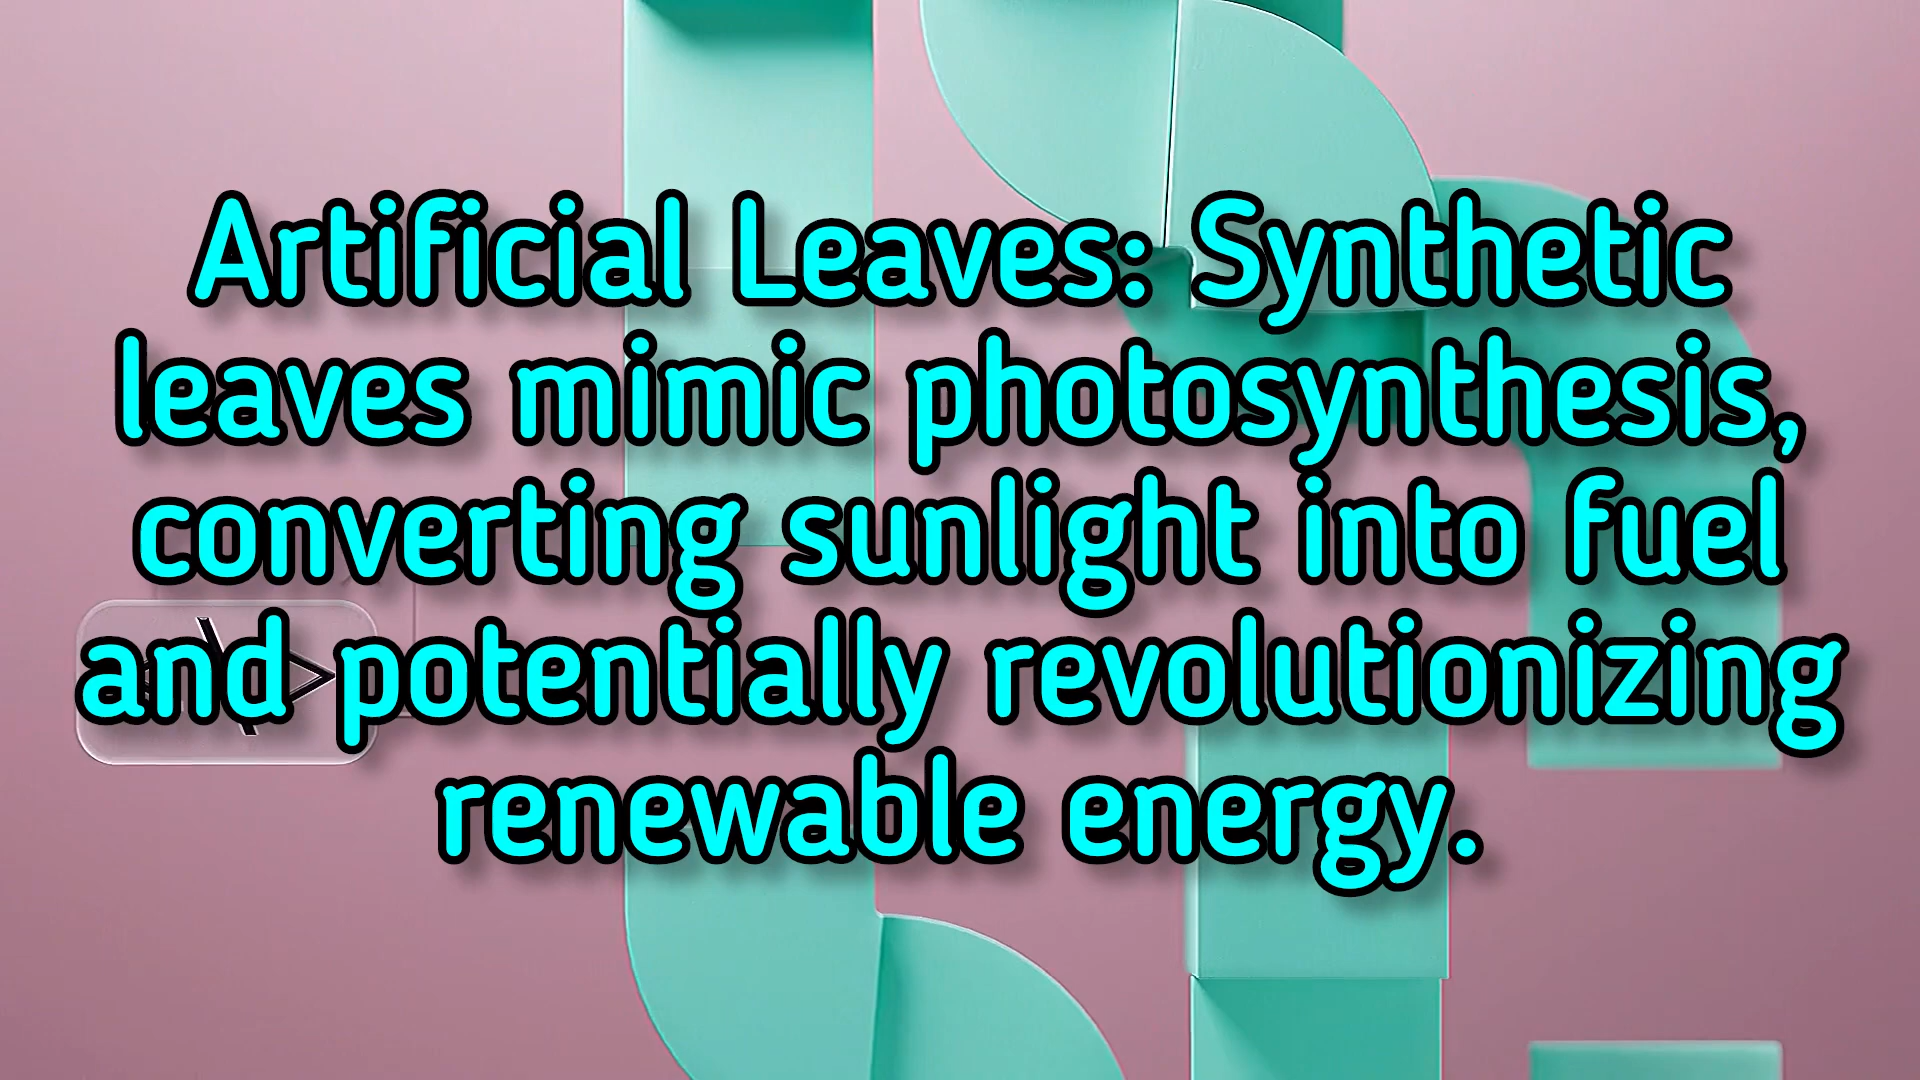 Artificial Leaves: Synthetic
leaves mimic photosynthesis,
converting sunlight into fuel
and potentially revolutionizing
renewable energy.